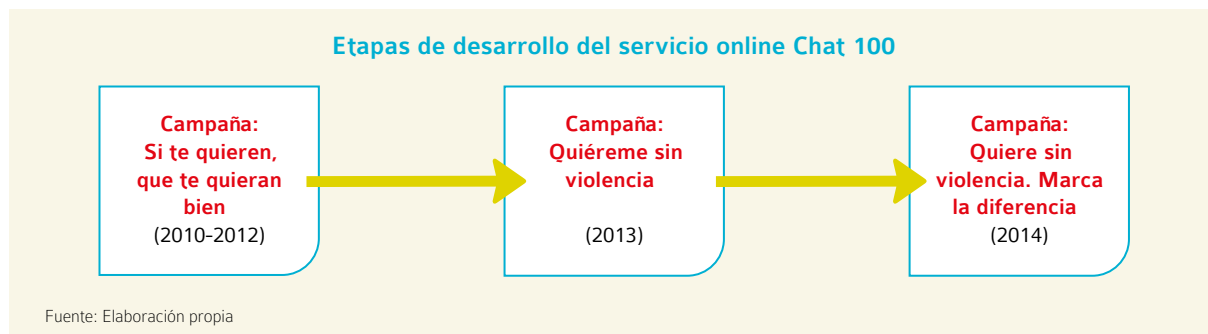 Etapas de desarrollo del servicio online Chat 100
Campaña:
Si te quieren,
que te quieran
bien
(2010-2012)
Campaña:
Quiéreme sin
violencia
(2013)
Campaña:
Quiere sin
violencia. Marca
la diferencia
(2014)
Fuente: Elaboración propia